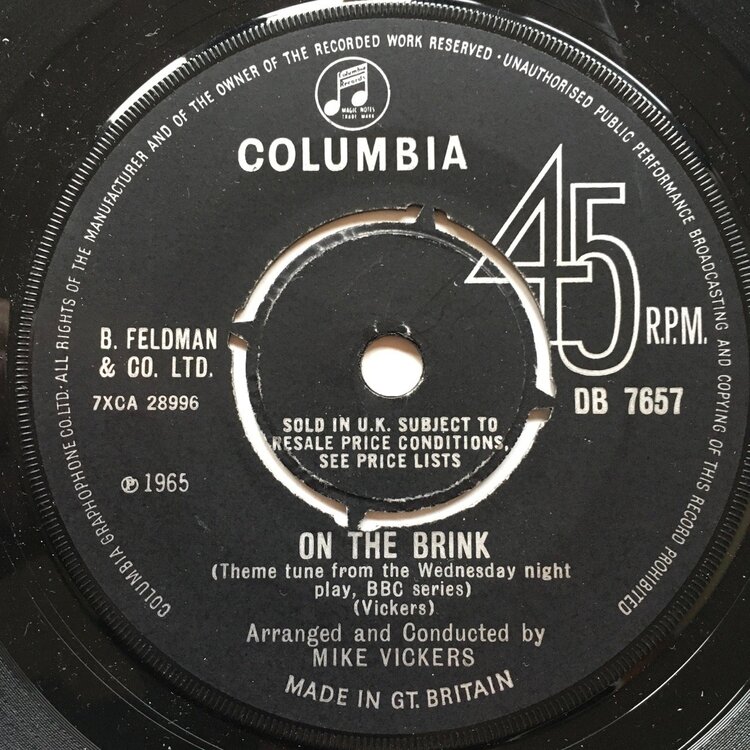 COLUMBIA GRAPHOPHONE CO.LTD. ALL RIGHTS OF THE MANUFACTURER AND OF THE OWNER OF THE RECORDED WORK RESERVED · UNAUTHORISED PUBLIC PERFORMANCE BROADCASTING AND COPYING OF THIS RECORD PROHIBITED
Columbia
Records
MAGIC NOTES
TRADE MARK
COLUMBIA
45
R.P.M.
B. FELDMAN
& CO. LTD.
7XCA 28996
DB 7657
SOLD IN U.K. SUBJECT TO
RESALE PRICE CONDITIONS,
SEE PRICE LISTS
℗ 1965
ON THE BRINK
(Theme tune from the Wednesday night
play, BBC series)
(Vickers)
Arranged and Conducted by
MIKE VICKERS
MADE IN GT. BRITAIN